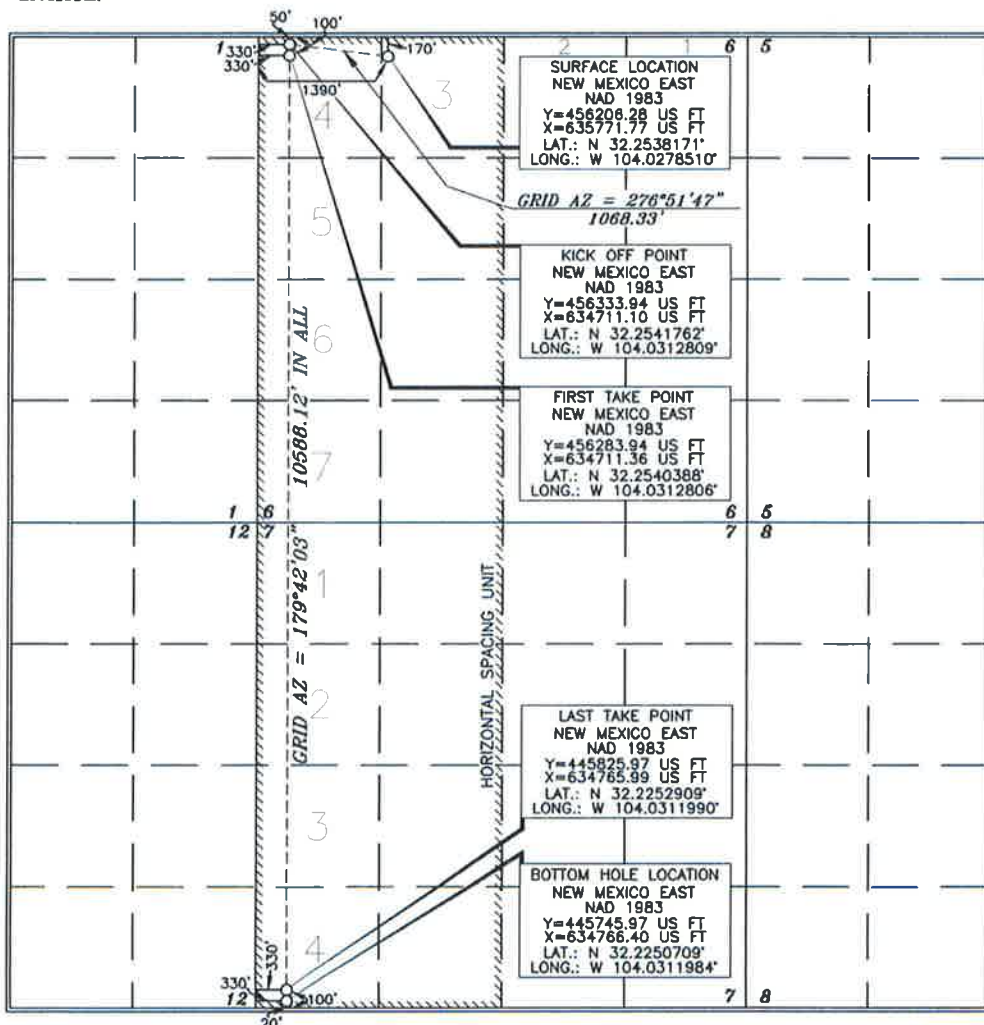 50'
100'
1 330'
330'
170'
1390'
4
3
2
1
6 5
SURFACE LOCATION
NEW MEXICO EAST
NAD 1983
Y=456206.28 US FT
X=635771.77 US FT
LAT.: N 32.2538171°
LONG.: W 104.0278510°
GRID AZ = 276°51'47"
1068.33'
5
KICK OFF POINT
NEW MEXICO EAST
NAD 1983
Y=456333.94 US FT
X=634711.10 US FT
LAT.: N 32.2541762°
LONG.: W 104.0312809°
6
FIRST TAKE POINT
NEW MEXICO EAST
NAD 1983
Y=456283.94 US FT
X=634711.36 US FT
LAT.: N 32.2540388°
LONG.: W 104.0312806°
7
1 6
12 7
6 5
7 8
GRID AZ = 179°42'03"
10588.12' IN ALL
1
2
3
4
HORIZONTAL SPACING UNIT
LAST TAKE POINT
NEW MEXICO EAST
NAD 1983
Y=445825.97 US FT
X=634765.99 US FT
LAT.: N 32.2252909°
LONG.: W 104.0311990°
BOTTOM HOLE LOCATION
NEW MEXICO EAST
NAD 1983
Y=445745.97 US FT
X=634766.40 US FT
LAT.: N 32.2250709°
LONG.: W 104.0311984°
330'
330'
12
100'
20'
7 8